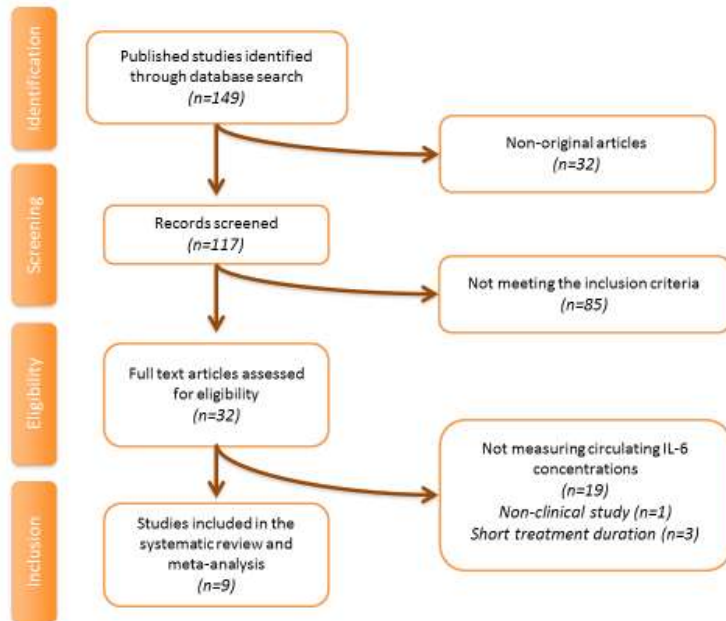 Identification
Published studies identified
through database search
(n=149)
Non-original articles
(n=32)
Screening
Records screened
(n=117)
Not meeting the inclusion criteria
(n=85)
Eligibility
Full text articles assessed
for eligibility
(n=32)
Not measuring circulating IL-6
concentrations
(n=19)
Non-clinical study (n=1)
Short treatment duration (n=3)
Inclusion
Studies included in the
systematic review and
meta-analysis
(n=9)